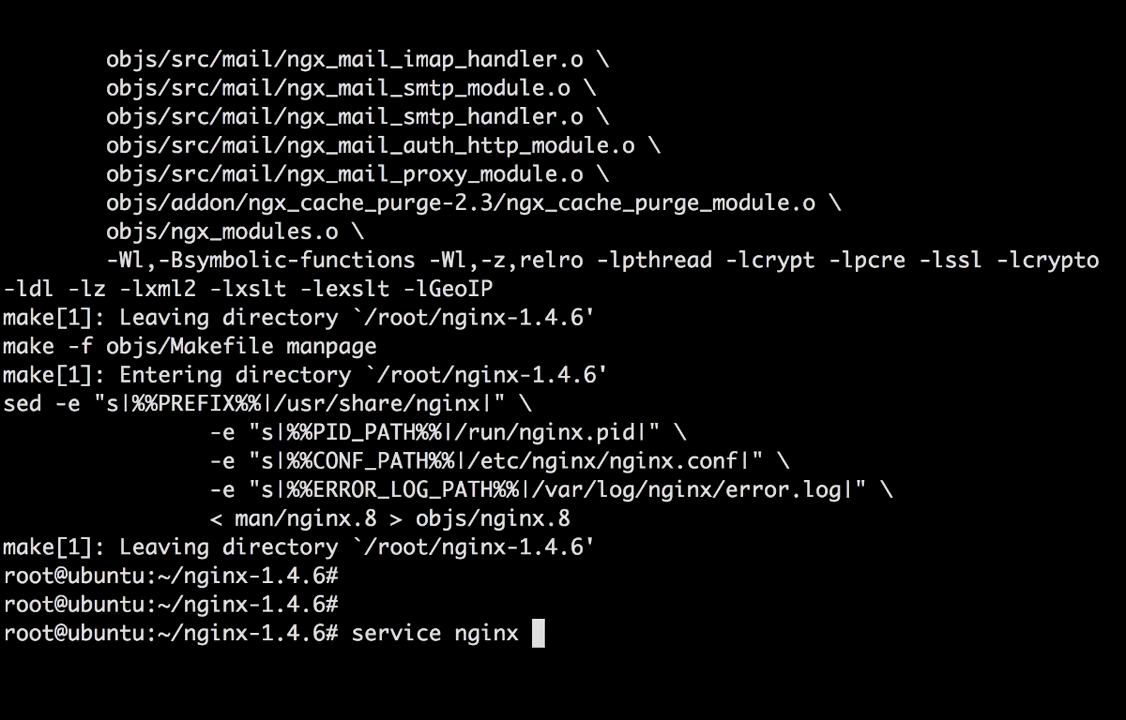 objs/src/mail/ngx_mail_imap_handler.o \
objs/src/mail/ngx_mail_smtp_module.o \
objs/src/mail/ngx_mail_smtp_handler.o \
objs/src/mail/ngx_mail_auth_http_module.o \
objs/src/mail/ngx_mail_proxy_module.o \
objs/addon/ngx_cache_purge-2.3/ngx_cache_purge_module.o \
objs/ngx_modules.o \
-Wl,-Bsymbolic-functions -Wl,-z,relro -lpthread -lcrypt -lpcre -lssl -lcrypto
-ldl -lz -lxml2 -lxslt -lexslt -lGeoIP
make[1]: Leaving directory `/root/nginx-1.4.6'
make -f objs/Makefile manpage
make[1]: Entering directory `/root/nginx-1.4.6'
sed -e "s|%%PREFIX%%|/usr/share/nginx|" \
-e "s|%%PID_PATH%%|/run/nginx.pid|" \
-e "s|%%CONF_PATH%%|/etc/nginx/nginx.conf|" \
-e "s|%%ERROR_LOG_PATH%%|/var/log/nginx/error.log|" \
< man/nginx.8 > objs/nginx.8
make[1]: Leaving directory `/root/nginx-1.4.6'
root@ubuntu:~/nginx-1.4.6#
root@ubuntu:~/nginx-1.4.6#
root@ubuntu:~/nginx-1.4.6# service nginx